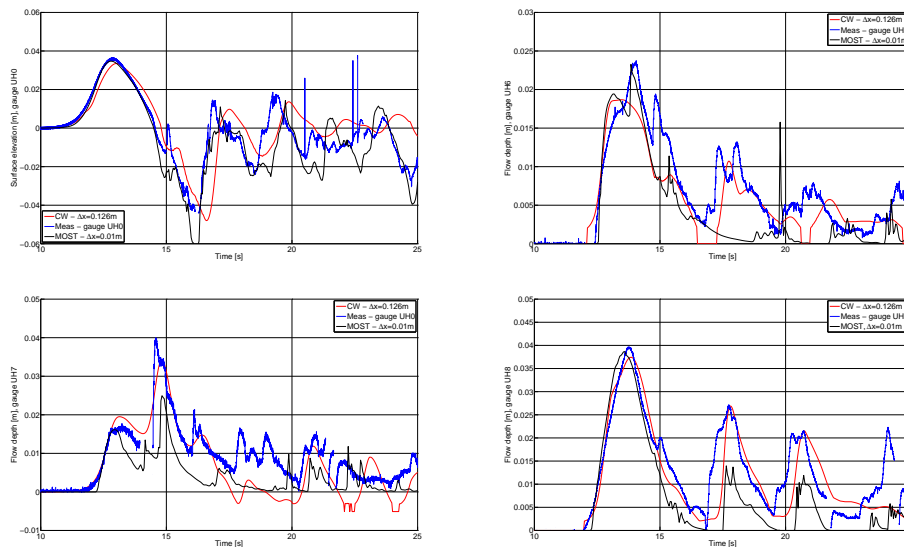 0.06
0.04
0.02
0
−0.02
−0.04
−0.06
Surface elevation [m], gauge UH0
CW − Δx=0.126m
Meas − gauge UH0
MOST − Δx=0.01m
10
15
20
25
Time [s]
0.03
0.025
0.02
0.015
0.01
0.005
0
Flow depth [m], gauge UH6
CW − Δx=0.126m
Meas − gauge UH0
MOST − Δx=0.01m
10
15
20
Time [s]
0.05
0.04
0.03
0.02
0.01
0
−0.01
Flow depth [m], gauge UH7
CW − Δx=0.126m
Meas − gauge UH0
MOST − Δx=0.01m
10
15
20
25
Time [s]
0.05
0.045
0.04
0.035
0.03
0.025
0.02
0.015
0.01
0.005
0
Flow depth [m], gauge UH8
CW − Δx=0.126m
Meas − gauge UH
MOST, Δx=0.01m
10
15
20
Time [s]